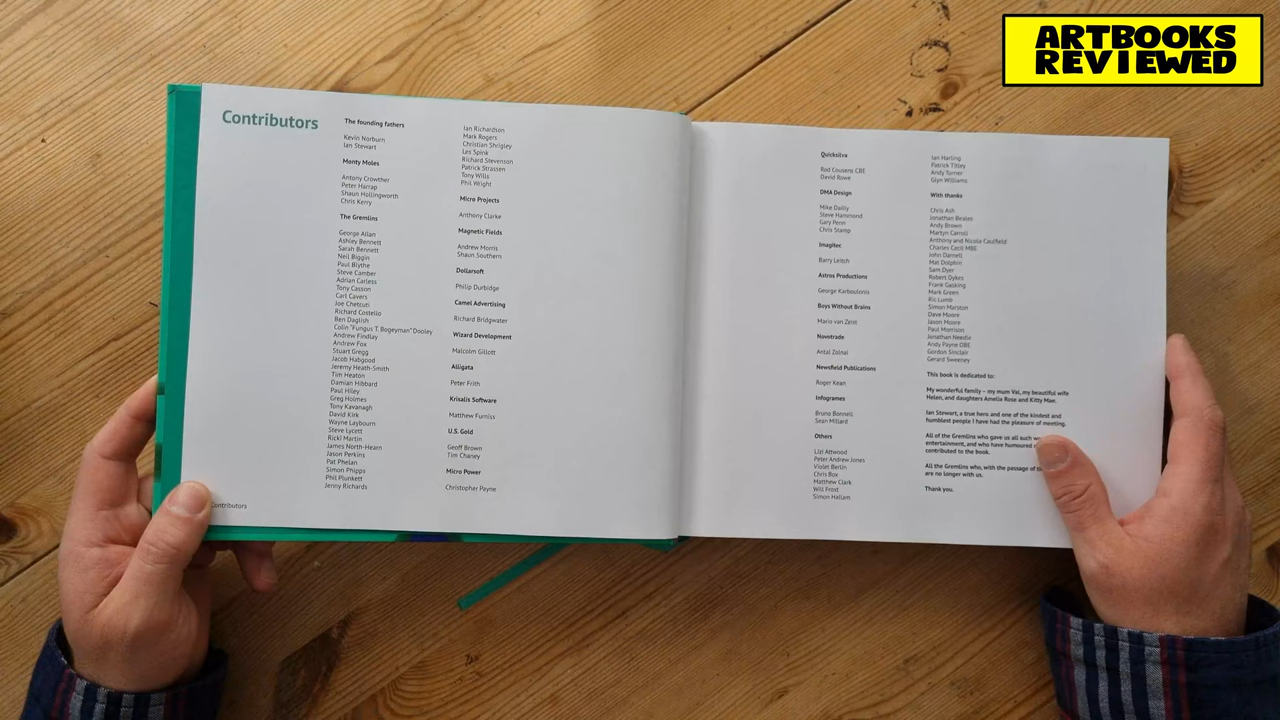 ARTBOOKS
REVIEWED
Contributors
The founding fathers
Kevin Norburn
Ian Stewart
Monty Moles
Antony Crowther
Peter Harrap
Shaun Hollingworth
Chris Kerry
The Gremlins
George Allan
Ashley Bennett
Sarah Bennett
Neil Biggin
Paul Blythe
Steve Camber
Adrian Carless
Tony Casson
Carl Cavers
Joe Chetcuti
Richard Costello
Ben Daglish
Colin "Fungus T. Bogeyman" Dooley
Andrew Findlay
Andrew Fox
Stuart Gregg
Jacob Habgood
Jeremy Heath-Smith
Tim Heaton
Damian Hibbard
Paul Hiley
Greg Holmes
Tony Kavanagh
David Kirk
Wayne Laybourn
Steve Lycett
Ricki Martin
James North-Hearn
Jason Perkins
Pat Phelan
Simon Phipps
Phil Plunkett
Jenny Richards
Ian Richardson
Mark Rogers
Christian Shrigley
Les Spink
Richard Stevenson
Patrick Strassen
Tony Wills
Phil Wright
Micro Projects
Anthony Clarke
Magnetic Fields
Andrew Morris
Shaun Southern
Dollarsoft
Philip Durbidge
Camel Advertising
Richard Bridgwater
Wizard Development
Malcolm Gillott
Alligata
Peter Frith
Krisalis Software
Matthew Furniss
U.S. Gold
Geoff Brown
Tim Chaney
Micro Power
Christopher Payne
Contributors
Quicksilva
Rod Cousens CBE
David Rowe
DMA Design
Mike Dailly
Steve Hammond
Gary Penn
Chris Stamp
Imagitec
Barry Leitch
Astros Productions
George Karboulonis
Boys Without Brains
Mario van Zeist
Novotrade
Antal Zolnai
Newsfield Publications
Roger Kean
Infogrames
Bruno Bonnell
Sean Millard
Others
Lizi Attwood
Peter Andrew Jones
Violet Berlin
Chris Box
Matthew Clark
Will Frost
Simon Hallam
Ian Harling
Patrick Titley
Andy Turner
Glyn Williams
With thanks
Chris Ash
Jonathan Beales
Andy Brown
Martyn Carroll
Anthony and Nicola Caulfield
Charles Cecil MBE
John Darnell
Mat Dolphin
Sam Dyer
Robert Dykes
Frank Gasking
Mark Green
Ric Lumb
Simon Marston
Dave Moore
Jason Moore
Paul Morrison
Jonathan Needle
Andy Payne OBE
Gordon Sinclair
Gerard Sweeney
This book is dedicated to:
My wonderful family – my mum Val, my beautiful wife
Helen, and daughters Amelia Rose and Kitty Mae.
Ian Stewart, a true hero and one of the kindest and
humblest people I have had the pleasure of meeting.
All of the Gremlins who gave us all such
entertainment, and who have humoured
contributed to the book.
All the Gremlins who, with the passage of
are no longer with us.
Thank you.